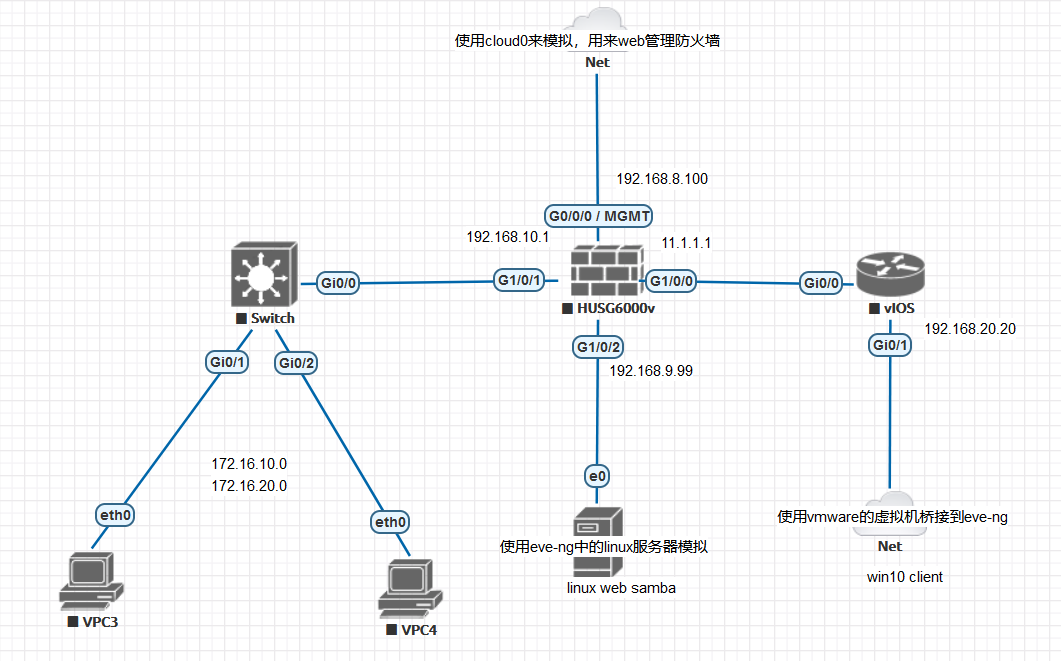 使用cloud0来模拟，用来web管理防火墙
Net
192.168.8.100
G0/0/0 / MGMT
192.168.10.1
11.1.1.1
Gi0/0
G1/0/1
G1/0/0
Gi0/0
Switch
HUSG6000v
vIOS
192.168.20.20
Gi0/1
Gi0/2
G1/0/2
Gi0/1
192.168.9.99
172.16.10.0
172.16.20.0
e0
eth0
eth0
使用vmware的虚拟机桥接到eve-ng
使用eve-ng中的linux服务器模拟
Net
win10 client
linux web samba
VPC3
VPC4